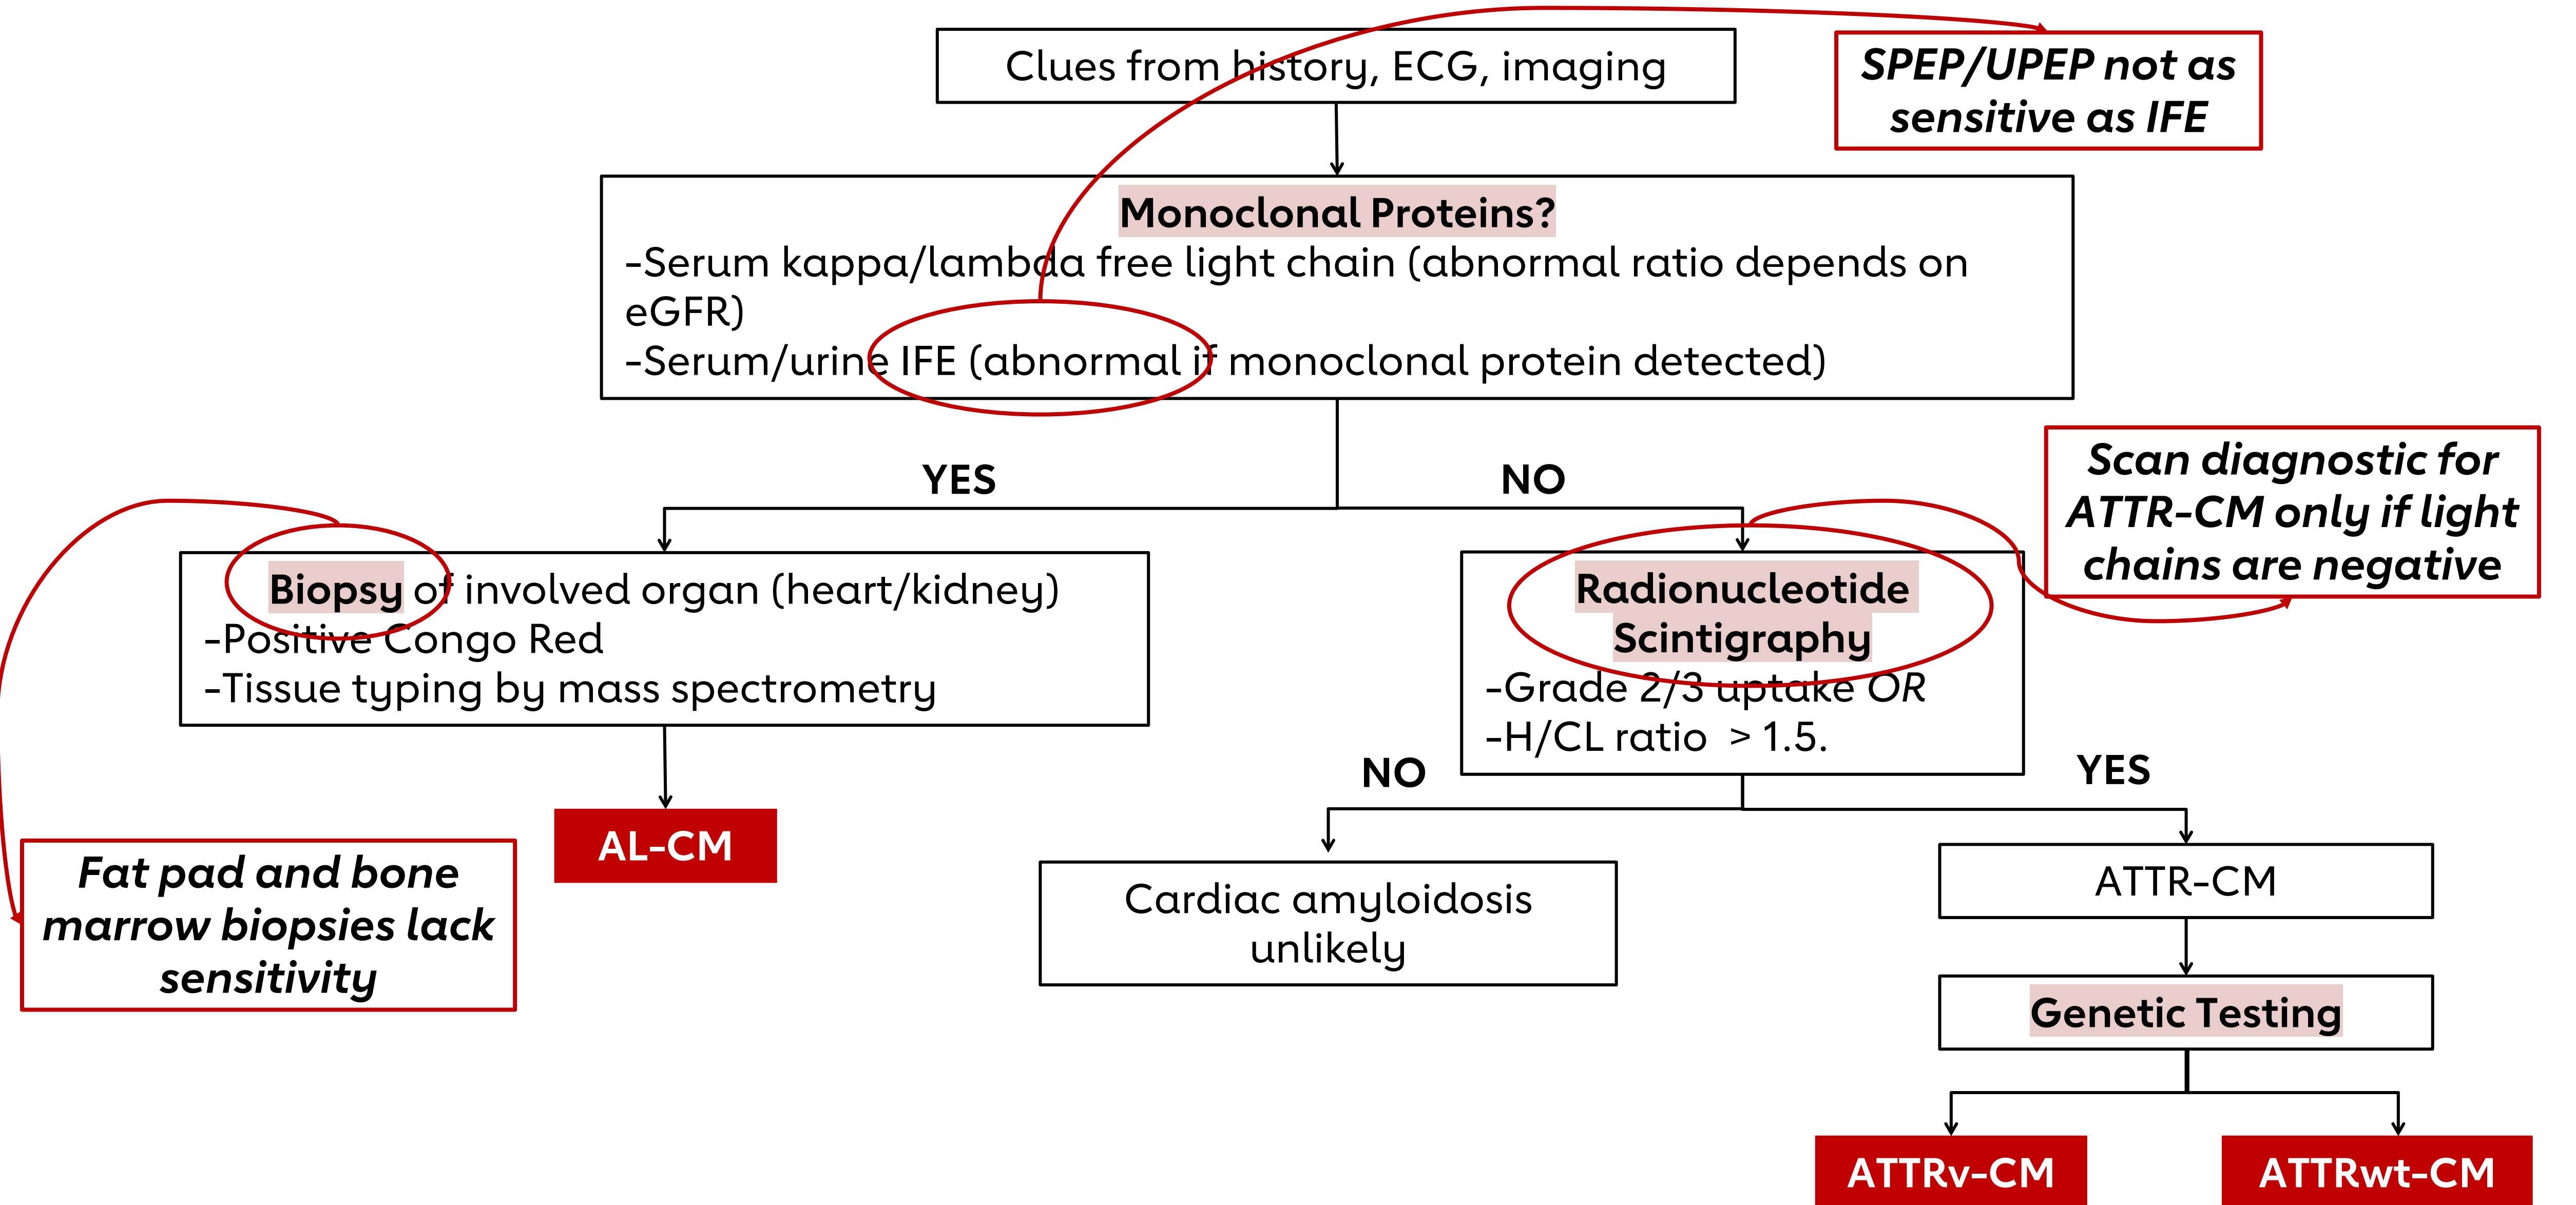 Clues from history, ECG, imaging
SPEP/UPEP not as
sensitive as IFE
Monoclonal Proteins?
-Serum kappa/lambda free light chain (abnormal ratio depends on
eGFR)
-Serum/urine IFE (abnormal if monoclonal protein detected)
YES
NO
Scan diagnostic for
ATTR-CM only if light
chains are negative
Biopsy of involved organ (heart/kidney)
-Positive Congo Red
-Tissue typing by mass spectrometry
Radionucleotide
Scintigraphy
-Grade 2/3 uptake OR
-H/CL ratio  > 1.5.
NO
YES
AL-CM
Fat pad and bone
marrow biopsies lack
sensitivity
Cardiac amyloidosis
unlikely
ATTR-CM
Genetic Testing
ATTRv-CM
ATTRwt-CM